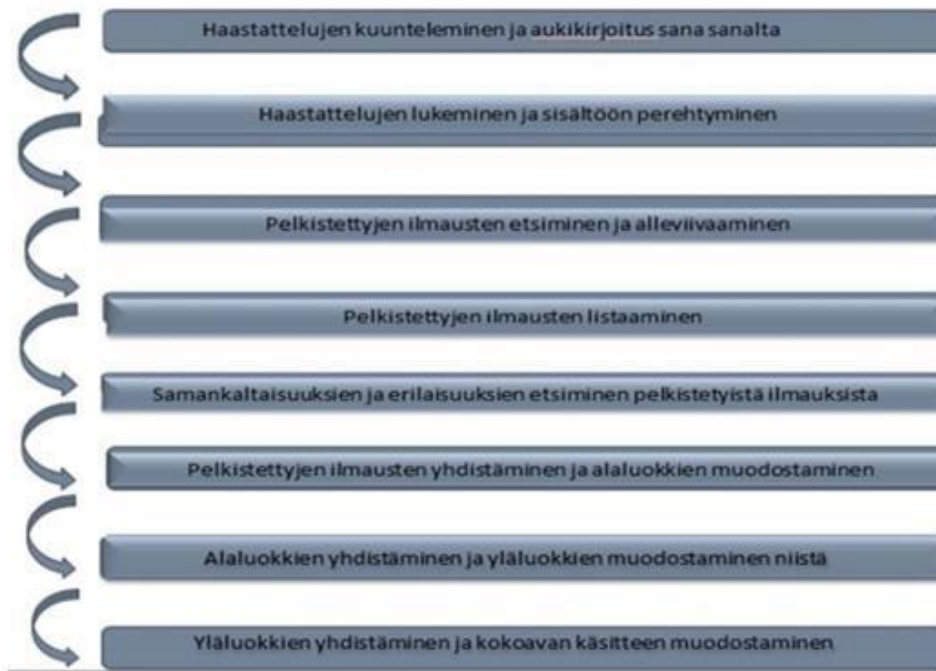 Haastattelujen kuunteleminen ja aukikirjoitus sana sanalta
Haastattelujen lukeminen ja sisältöön perehtyminen
Pelkistettyjen ilmausten etsiminen ja alleviivaaminen
Pelkistettyjen ilmausten listaaminen
Samankaltaisuuksien ja erilaisuuksien etsiminen pelkistetyistä ilmauksista
Pelkistettyjen ilmausten yhdistäminen ja alaluokkien muodostaminen
Alaluokkien yhdistäminen ja yläluokkien muodostaminen niistä
Yläluokkien yhdistäminen ja kokoavan käsitteen muodostaminen